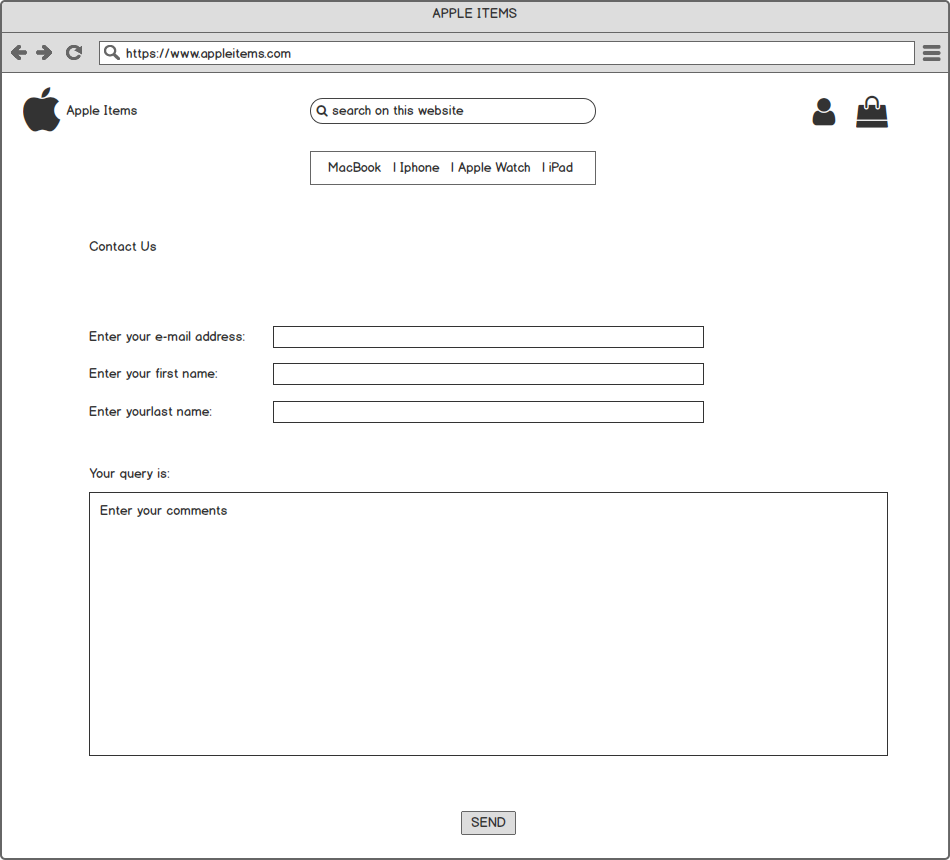 APPLE ITEMS
https://www.appleitems.com
Apple Items
search on this website
MacBook | Iphone | Apple Watch | iPad
Contact Us
Enter your e-mail address:
Enter your first name:
Enter yourlast name:
Your query is:
Enter your comments
SEND